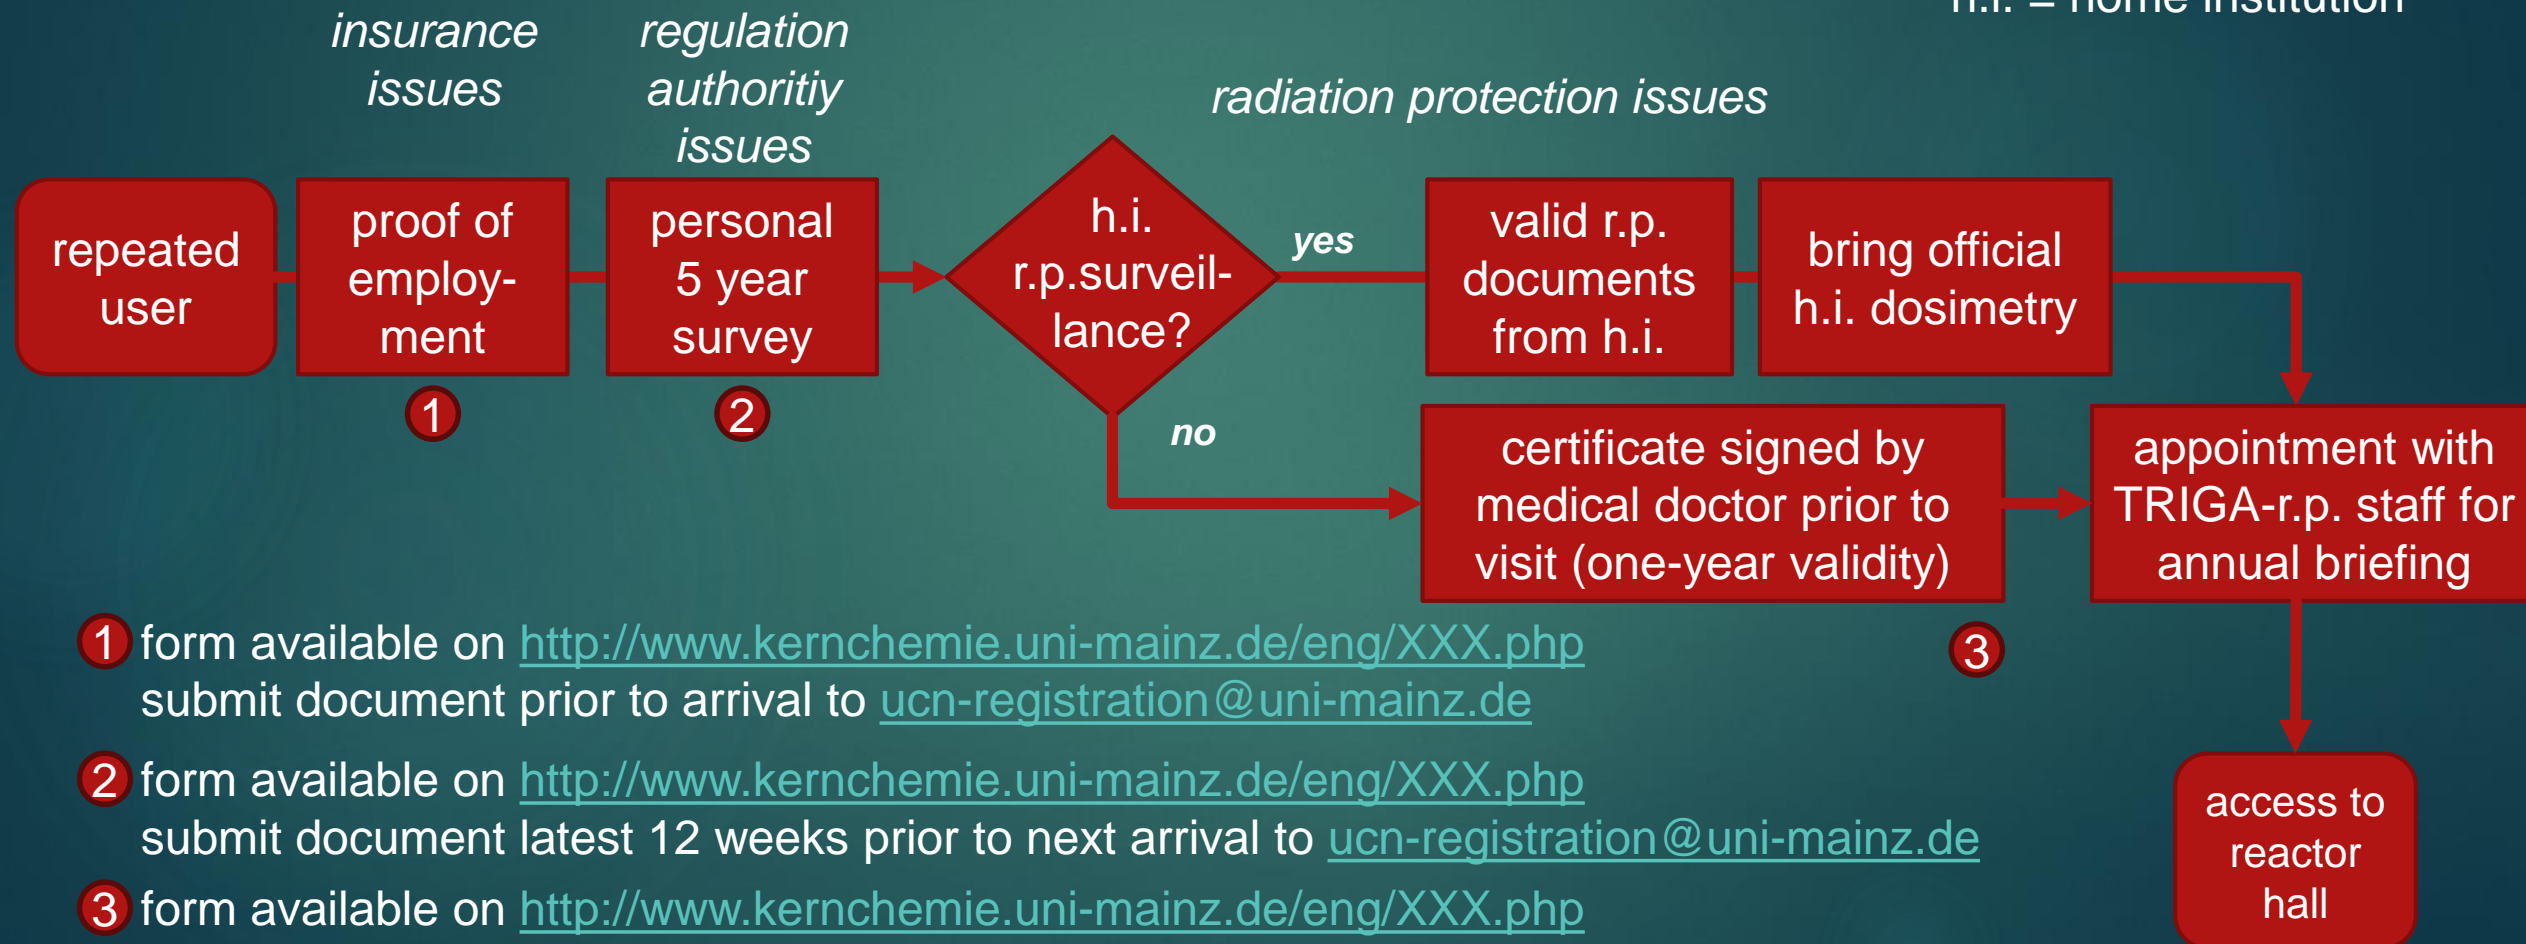 h.i. = home institution
insurance
issues
regulation
authoritiy
issues
radiation protection issues
repeated
user
proof of
employ-
ment
personal
5 year
survey
h.i.
r.p.surveil-
lance?
yes
valid r.p.
documents
from h.i.
bring official
h.i. dosimetry
1
2
no
certificate signed by
medical doctor prior to
visit (one-year validity)
appointment with
TRIGA-r.p. staff for
annual briefing
3
1 form available on http://www.kernchemie.uni-mainz.de/eng/XXX.php
submit document prior to arrival to ucn-registration@uni-mainz.de
2 form available on http://www.kernchemie.uni-mainz.de/eng/XXX.php
submit document latest 12 weeks prior to next arrival to ucn-registration@uni-mainz.de
3 form available on http://www.kernchemie.uni-mainz.de/eng/XXX.php
access to
reactor
hall